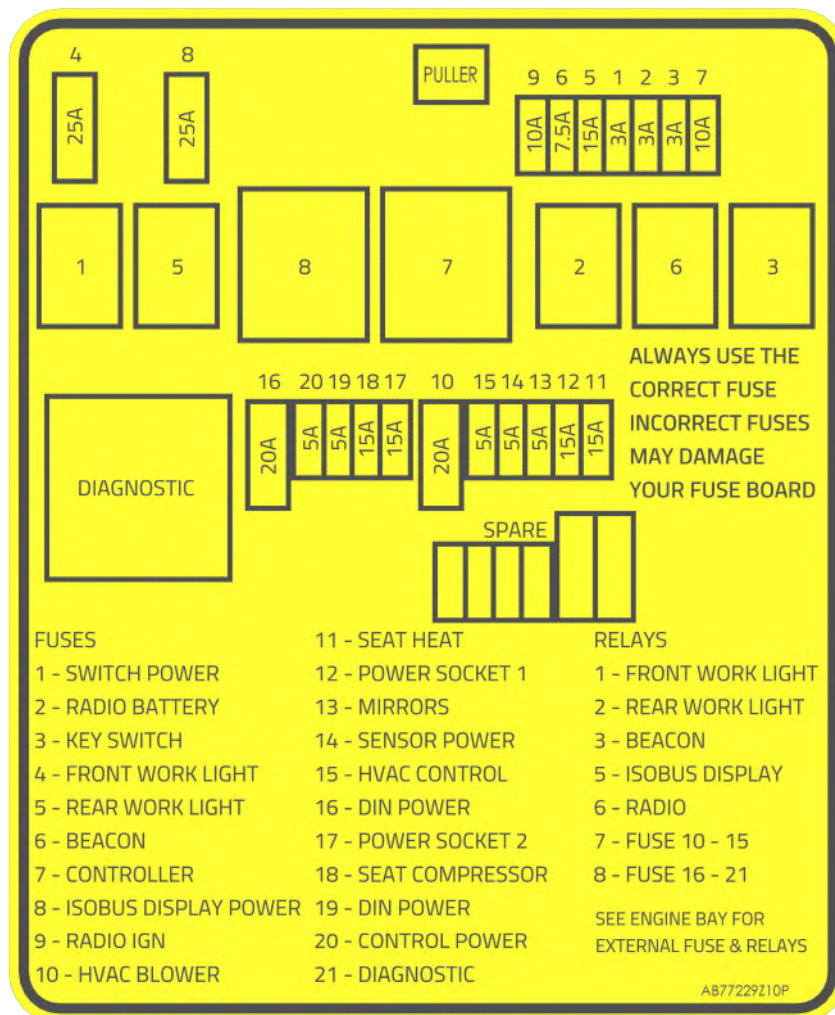 4 8 PULLER 9 6 5 1 2 3 7
25A 25A 10A 7.5A 15A 3A 3A 3A 10A
1 5 8 7 2 6 3
ALWAYS USE THE
CORRECT FUSE
INCORRECT FUSES
MAY DAMAGE
YOUR FUSE BOARD
16 20 19 18 17 10 15 14 13 12 11
20A 5A 5A 15A 15A 20A 5A 5A 5A 15A 15A
DIAGNOSTIC
SPARE
FUSES
1 - SWITCH POWER
2 - RADIO BATTERY
3 - KEY SWITCH
4 - FRONT WORK LIGHT
5 - REAR WORK LIGHT
6 - BEACON
7 - CONTROLLER
8 - ISOBUS DISPLAY POWER
9 - RADIO IGN
10 - HVAC BLOWER
11 - SEAT HEAT
12 - POWER SOCKET 1
13 - MIRRORS
14 - SENSOR POWER
15 - HVAC CONTROL
16 - DIN POWER
17 - POWER SOCKET 2
18 - SEAT COMPRESSOR
19 - DIN POWER
20 - CONTROL POWER
21 - DIAGNOSTIC
RELAYS
1 - FRONT WORK LIGHT
2 - REAR WORK LIGHT
3 - BEACON
5 - ISOBUS DISPLAY
6 - RADIO
7 - FUSE 10 - 15
8 - FUSE 16 - 21
SEE ENGINE BAY FOR
EXTERNAL FUSE & RELAYS
AB77229Z10P